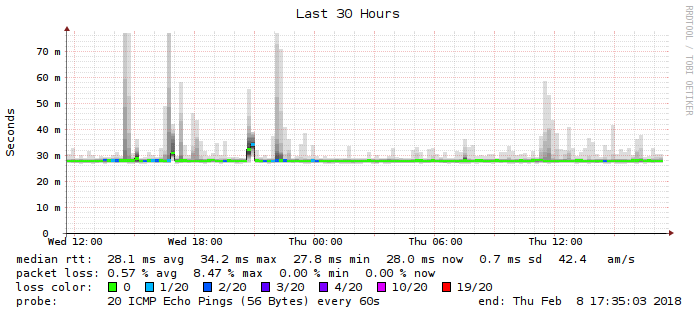 Last 30 Hours
RRDTOOL / TOBI OETIKER
Seconds
70 m
60 m
50 m
40 m
30 m
20 m
10 m
0
Wed 12:00 Wed 18:00 Thu 00:00 Thu 06:00 Thu 12:00
median rtt: 28.1 ms avg 34.2 ms max 27.8 ms min 28.0 ms now 0.7 ms sd 42.4 am/s
packet loss: 0.57 % avg 8.47 % max 0.00 % min 0.00 % now
loss color: 0 1/20 2/20 3/20 4/20 10/20 19/20
probe: 20 ICMP Echo Pings (56 Bytes) every 60s end: Thu Feb 8 17:35:03 2018